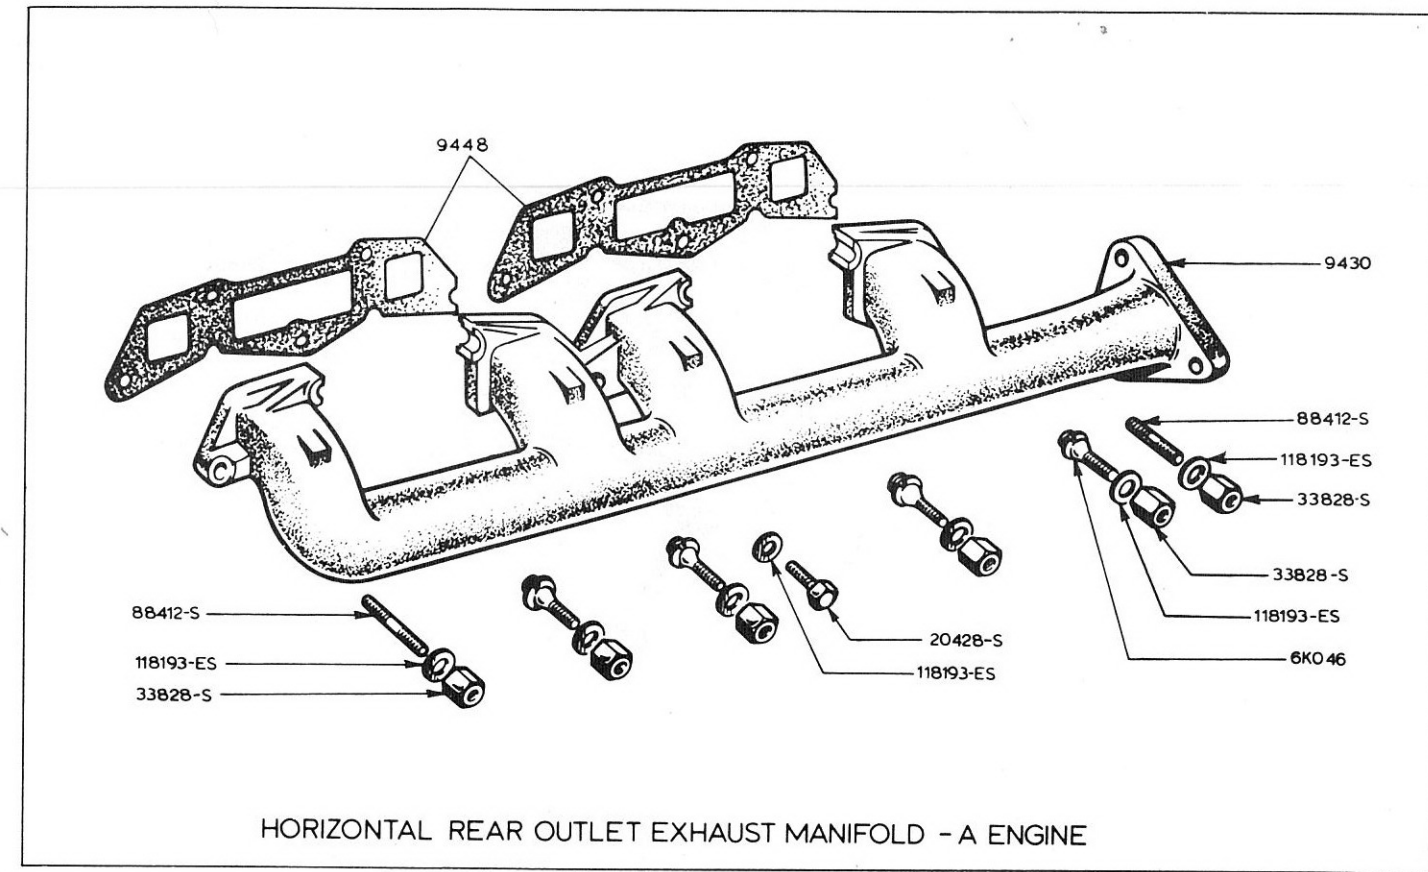 9448
9430
88412-S
118193-ES
33828-S
33828-S
118193-ES
6K046
88412-S
118193-ES
33828-S
20428-S
118193-ES
HORIZONTAL REAR OUTLET EXHAUST MANIFOLD - A ENGINE